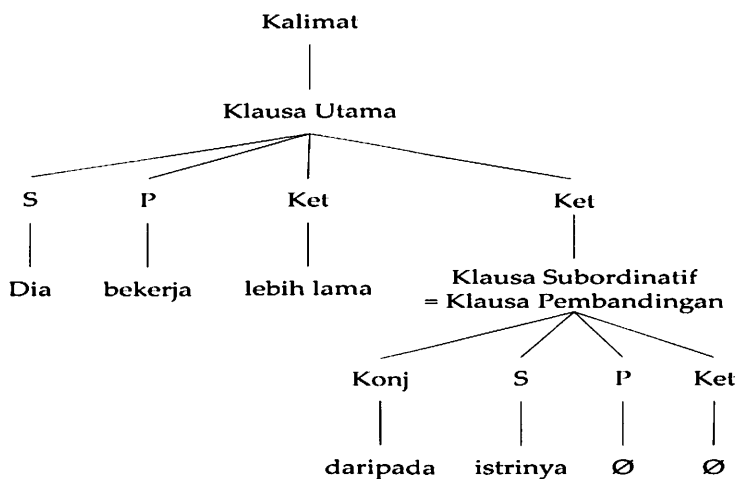 Kalimat
Klausa Utama
S P Ket Ket
Dia bekerja lebih lama
Klausa Subordinatif
= Klausa Pembandingan
Konj S P Ket
daripada istrinya Ø Ø